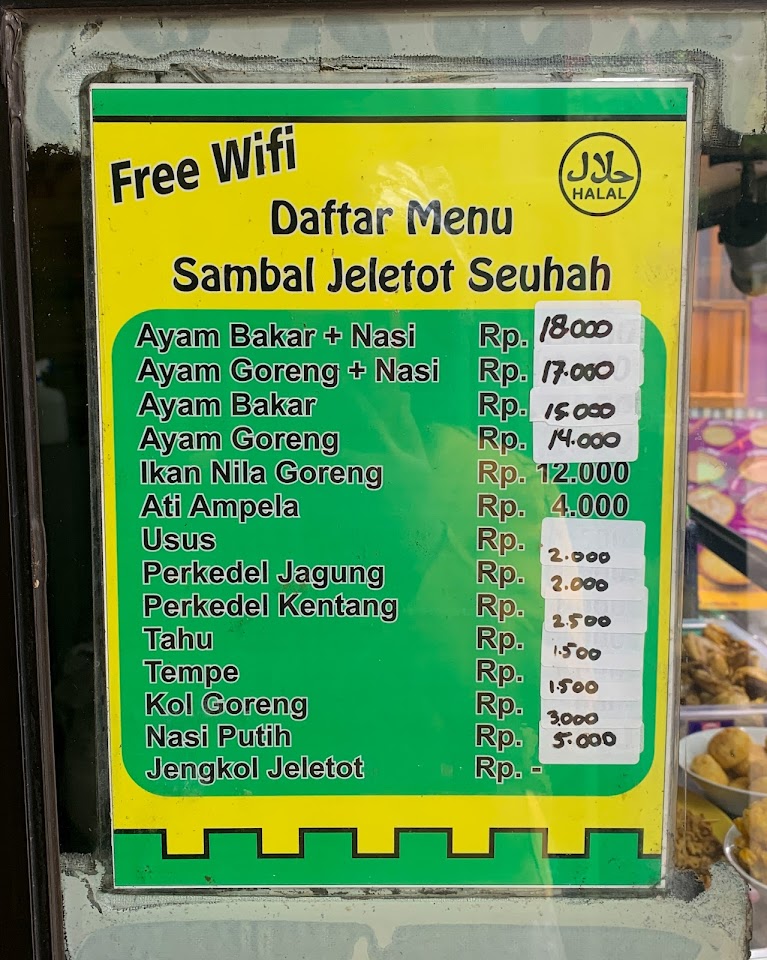 Free Wifi
حلال
HALAL
Daftar Menu
Sambal Jeletot Seuhah
Ayam Bakar + Nasi Rp. 18.000
Ayam Goreng + Nasi Rp. 17.000
Ayam Bakar Rp. 15.000
Ayam Goreng Rp. 14.000
Ikan Nila Goreng Rp. 12.000
Ati Ampela Rp. 4.000
Usus Rp. 2.000
Perkedel Jagung Rp. 2.000
Perkedel Kentang Rp. 2.500
Tahu Rp. 1.500
Tempe Rp. 1.500
Kol Goreng Rp. 3.000
Nasi Putih Rp. 5.000
Jengkol Jeletot Rp. -